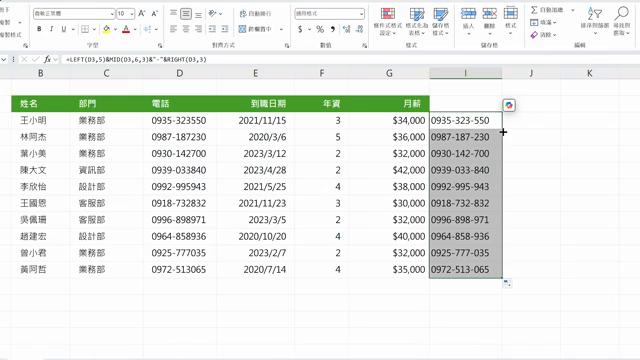 微軟正黑體 10 A A 自動換行 通用格式
B I U A 中 跨欄置中 $ % 條件式格式設定 格式化為表格 儲存格樣式 插入 刪除 格式
自動加總 填滿 清除 排序與篩選 尋找與選取
字型 對齊方式 數值 樣式 儲存格 編輯
fx =LEFT(D3,5)&MID(D3,6,3)&"-"&RIGHT(D3,3)
B C D E F G I J K
姓名 部門 電話 到職日期 年資 月薪
王小明 業務部 0935-323550 2021/11/15 3 $34,000 0935-323-550
林阿杰 業務部 0987-187230 2020/3/6 5 $36,000 0987-187-230
葉小美 業務部 0930-142700 2023/3/12 2 $32,000 0930-142-700
陳大文 資訊部 0939-033840 2023/4/28 2 $42,000 0939-033-840
李欣怡 設計部 0992-995943 2021/5/25 4 $38,000 0992-995-943
王國恩 客服部 0918-732832 2021/11/23 3 $30,000 0918-732-832
吳佩珊 客服部 0996-898971 2023/3/5 2 $32,000 0996-898-971
趙建宏 設計部 0964-858936 2020/10/20 4 $40,000 0964-858-936
曾小君 業務部 0925-777035 2023/2/7 2 $32,000 0925-777-035
黃阿哲 業務部 0972-513065 2020/7/14 4 $35,000 0972-513-065